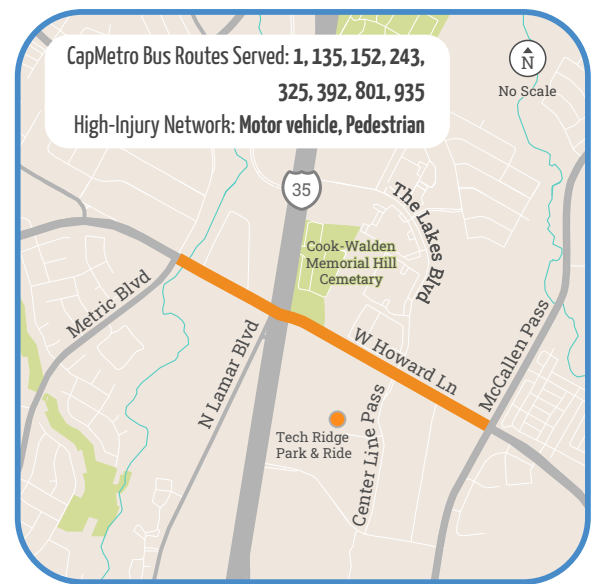 CapMetro Bus Routes Served: 1, 135, 152, 243,
325, 392, 801, 935
High-Injury Network: Motor vehicle, Pedestrian
N
No Scale
35
The Lakes Blvd
Cook-Walden
Memorial Hill
Cemetary
Metric Blvd
N Lamar Blvd
W Howard Ln
McCallen Pass
Tech Ridge
Park & Ride
Center Line Pass